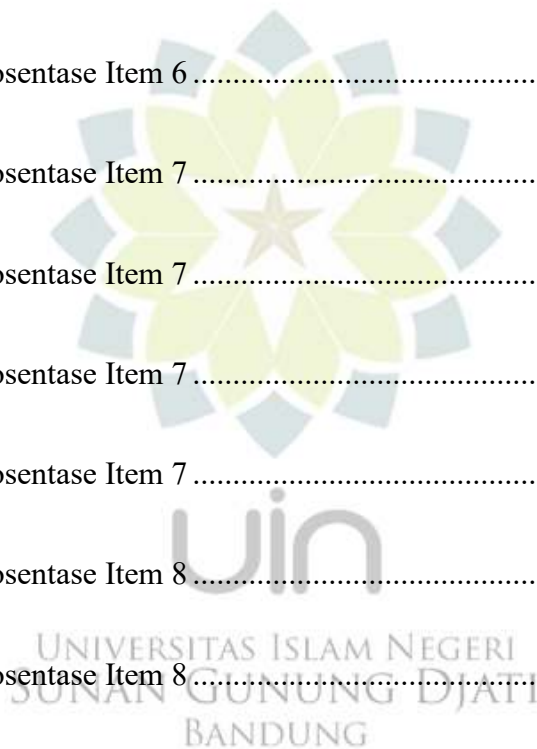 osentase Item 6 ........................................
osentase Item 7 ........................................
osentase Item 7 ........................................
osentase Item 7 ........................................
osentase Item 7 ........................................
uin
osentase Item 8 ........................................
UNIVERSITAS ISLAM NEGERI
osentase Item 8 ........................................
SUNAN GUNUNG DJATI
BANDUNG